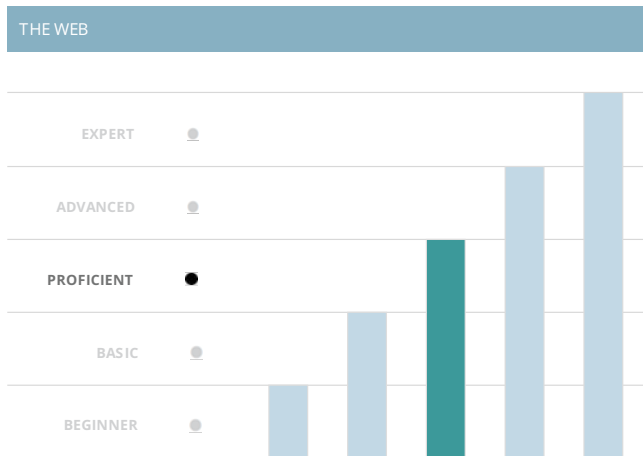 THE WEB
EXPERT
ADVANCED
PROFICIENT
BASIC
BEGINNER